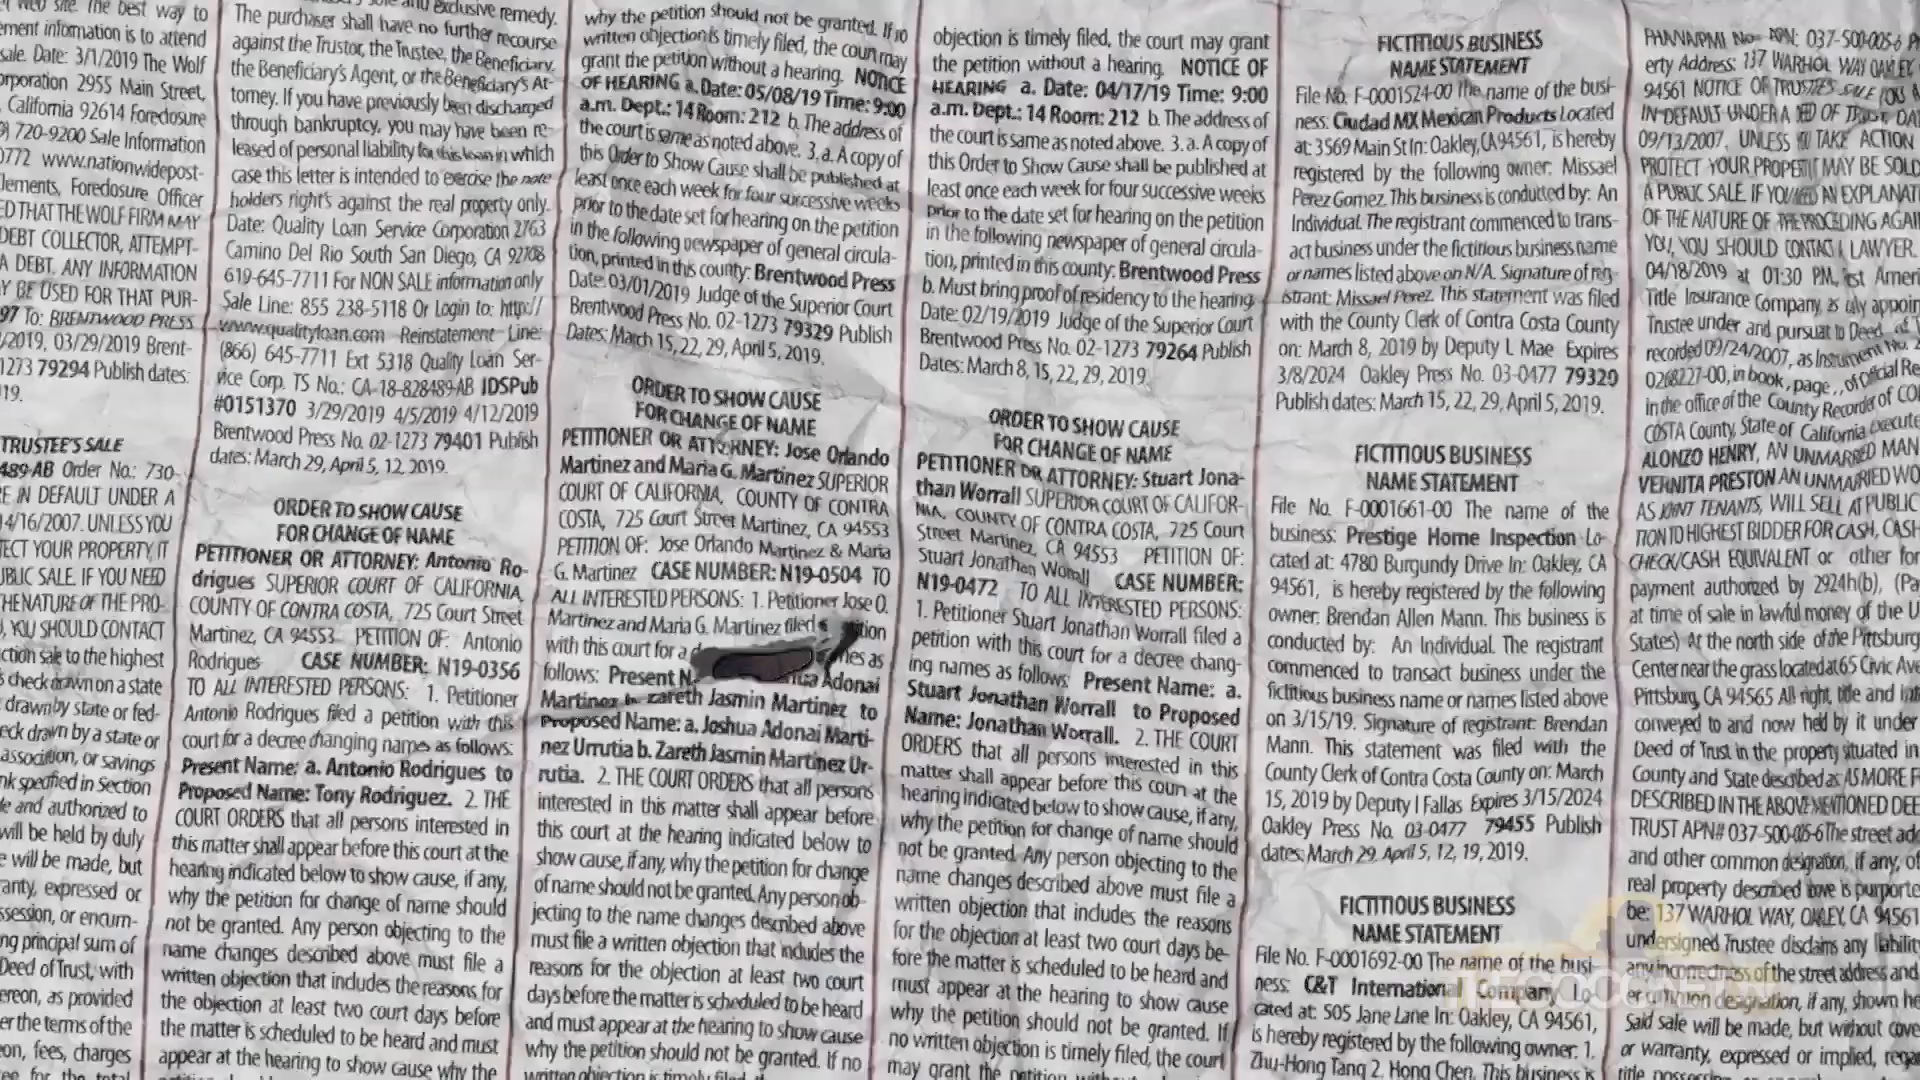 web site. The best way to
ement information is to attend
sale. Date: 3/1/2019 The Wolf
rporation 2955 Main Street,
California 92614 Foreclosure
720-9200 Sale Information
0772 www.nationwidepost-
lements, Foreclosure Officer
ED THAT THE WOLF FIRM MAY
DEBT COLLECTOR, ATTEMPT-
A DEBT. ANY INFORMATION
Y BE USED FOR THAT PUR-
97 To: BRENTWOOD PRESS
/2019, 03/29/2019 Brent-
1273 79294 Publish dates:
19.
TRUSTEE'S SALE
489-AB Order No.: 730-
RE IN DEFAULT UNDER A
4/16/2007. UNLESS YOU
TECT YOUR PROPERTY, IT
UBLIC SALE. IF YOU NEED
THE NATURE OF THE PRO-
, YOU SHOULD CONTACT
ction sale to the highest
s check drawn on a state
drawn by state or fed-
eck drawn by a state or
association, or savings
nk specified in Section
le and authorized to
will be held by duly
e will be made, but
anty, expressed or
ssession, or encum-
ng principal sum of
Deed of Trust, with
ereon, as provided
er the terms of the
eon, fees, charges
for the total
and exclusive remedy.
The purchaser shall have no further recourse
against the Trustor, the Trustee, the Beneficiary,
the Beneficiary's Agent, or the Beneficiary's At-
torney. If you have previously been discharged
through bankruptcy, you may have been re-
leased of personal liability for this loan in which
case this letter is intended to exercise the note
holders right's against the real property only.
Date: Quality Loan Service Corporation 2763
Camino Del Rio South San Diego, CA 92108
619-645-7711 For NON SALE information only
Sale Line: 855 238-5118 Or Login to: http://
www.qualityloan.com Reinstatement Line:
(866) 645-7711 Ext 5318 Quality Loan Ser-
vice Corp. TS No.: CA-18-828489-AB IDSPub
#0151370 3/29/2019 4/5/2019 4/12/2019
Brentwood Press No. 02-1273 79401 Publish
dates: March 29, April 5, 12, 2019.
ORDER TO SHOW CAUSE
FOR CHANGE OF NAME
PETITIONER OR ATTORNEY: Antonio Ro-
drigues SUPERIOR COURT OF CALIFORNIA,
COUNTY OF CONTRA COSTA, 725 Court Street
Martinez, CA 94553 PETITION OF: Antonio
Rodrigues CASE NUMBER: N19-0356
TO ALL INTERESTED PERSONS: 1. Petitioner
Antonio Rodrigues filed a petition with this
court for a decree changing names as follows:
Present Name: a. Antonio Rodrigues to
Proposed Name: Tony Rodriguez. 2. THE
COURT ORDERS that all persons interested in
this matter shall appear before this court at the
hearing indicated below to show cause, if any,
why the petition for change of name should
not be granted. Any person objecting to the
name changes described above must file a
written objection that includes the reasons for
the objection at least two court days before
the matter is scheduled to be heard and must
appear at the hearing to show cause why the
why the petition should not be granted. If no
written objection is timely filed, the court may
grant the petition without a hearing. NOTICE
OF HEARING a. Date: 05/08/19 Time: 9:00
a.m. Dept.: 14 Room: 212 b. The address of
the court is same as noted above. 3. a. A copy of
this Order to Show Cause shall be published at
least once each week for four successive weeks
prior to the date set for hearing on the petition
in the following newspaper of general circula-
tion, printed in this county: Brentwood Press
Date: 03/01/2019 Judge of the Superior Court
Brentwood Press No. 02-1273 79329 Publish
Dates: March 15, 22, 29, April 5, 2019.
ORDER TO SHOW CAUSE
FOR CHANGE OF NAME
PETITIONER OR ATTORNEY: Jose Orlando
Martinez and Maria G. Martinez SUPERIOR
COURT OF CALIFORNIA, COUNTY OF CONTRA
COSTA, 725 Court Street Martinez, CA 94553
PETITION OF: Jose Orlando Martinez & Maria
G. Martinez CASE NUMBER: N19-0504 TO
ALL INTERESTED PERSONS: 1. Petitioner Jose O.
Martinez and Maria G. Martinez filed tion
with this court for a d mes as
follows: Present N ua Adonai
Martinez b. Zareth Jasmin Martinez to
Proposed Name: a. Joshua Adonai Marti-
nez Urrutia b. Zareth Jasmin Martinez Ur-
rutia. 2. THE COURT ORDERS that all persons
interested in this matter shall appear before
this court at the hearing indicated below to
show cause, if any, why the petition for change
of name should not be granted. Any person ob-
jecting to the name changes described above
must file a written objection that includes the
reasons for the objection at least two court
days before the matter is scheduled to be heard
and must appear at the hearing to show cause
why the petition should not be granted. If no
written objection is timely filed, the
objection is timely filed, the court may grant
the petition without a hearing. NOTICE OF
HEARING a. Date: 04/17/19 Time: 9:00
a.m. Dept.: 14 Room: 212 b. The address of
the court is same as noted above. 3. a. A copy of
this Order to Show Cause shall be published at
least once each week for four successive weeks
prior to the date set for hearing on the petition
in the following newspaper of general circula-
tion, printed in this county: Brentwood Press
b. Must bring proof of residency to the hearing
Date: 02/19/2019 Judge of the Superior Court
Brentwood Press No. 02-1273 79264 Publish
Dates: March 8, 15, 22, 29, 2019.
ORDER TO SHOW CAUSE
FOR CHANGE OF NAME
PETITIONER OR ATTORNEY: Stuart Jona-
than Worrall SUPERIOR COURT OF CALIFOR-
NIA, COUNTY OF CONTRA COSTA, 725 Court
Street Martinez, CA 94553 PETITION OF:
Stuart Jonathan Worrall CASE NUMBER:
N19-0472 TO ALL INTERESTED PERSONS:
1. Petitioner Stuart Jonathan Worrall filed a
petition with this court for a decree chang-
ing names as follows: Present Name: a.
Stuart Jonathan Worrall to Proposed
Name: Jonathan Worrall. 2. THE COURT
ORDERS that all persons interested in this
matter shall appear before this court at the
hearing indicated below to show cause, if any,
why the petition for change of name should
not be granted. Any person objecting to the
name changes described above must file a
written objection that includes the reasons
for the objection at least two court days be-
fore the matter is scheduled to be heard and
must appear at the hearing to show cause
why the petition should not be granted. If
no written objection is timely filed, the court
may grant the petition
FICTITIOUS BUSINESS
NAME STATEMENT
File No. F-0001524-00 The name of the busi-
ness: Ciudad MX Mexican Products Located
at: 3569 Main St In: Oakley, CA 94561, is hereby
registered by the following owner: Missael
Perez Gomez. This business is conducted by: An
Individual. The registrant commenced to trans-
act business under the fictitious business name
or names listed above on N/A. Signature of reg-
istrant: Missael Perez. This statement was filed
with the County Clerk of Contra Costa County
on: March 8, 2019 by Deputy L Mae Expires
3/8/2024 Oakley Press No. 03-0477 79320
Publish dates: March 15, 22, 29, April 5, 2019.
FICTITIOUS BUSINESS
NAME STATEMENT
File No. F-0001661-00 The name of the
business: Prestige Home Inspection Lo-
cated at: 4780 Burgundy Drive In: Oakley, CA
94561, is hereby registered by the following
owner: Brendan Allen Mann. This business is
conducted by: An Individual. The registrant
commenced to transact business under the
fictitious business name or names listed above
on 3/15/19. Signature of registrant: Brendan
Mann. This statement was filed with the
County Clerk of Contra Costa County on: March
15, 2019 by Deputy I Fallas Expires 3/15/2024
Oakley Press No. 03-0477 79455 Publish
dates: March 29, April 5, 12, 19, 2019.
FICTITIOUS BUSINESS
NAME STATEMENT
File No. F-0001692-00 The name of the busi-
ness: C&T International Company Lo-
cated at: 505 Jane Lane In: Oakley, CA 94561,
is hereby registered by the following owner: 1.
Zhu-Hong Tang 2. Hong Chen. This business is
PHANAPMI No APN: 037-500-005-6 P
erty Address: 137 WARHOL WAY OAKLEY, C
94561 NOTICE OF TRUSTEE'S SALE YOU A
IN DEFAULT UNDER A DEED OF TRUST, DAT
09/13/2007. UNLESS YOU TAKE ACTION
PROTECT YOUR PROPERTY, IT MAY BE SOLD
A PUBLIC SALE. IF YOU NEED AN EXPLANATI
OF THE NATURE OF THE PROCEEDING AGAI
YOU, YOU SHOULD CONTACT A LAWYER.
04/18/2019 at 01:30 PM, First Ameri
Title Insurance Company, as duly appoin
Trustee under and pursuant to Deed of T
recorded 09/24/2007, as Instrument No. 2
0268227-00, in book , page , , of Official Re
in the office of the County Recorder of CO
COSTA County, State of California execute
ALONZO HENRY, AN UNMARRIED MAN
VERNITA PRESTON AN UNMARRIED WO
AS JOINT TENANTS, WILL SELL AT PUBLIC
TION TO HIGHEST BIDDER FOR CASH, CASH
CHECK/CASH EQUIVALENT or other for
payment authorized by 2924h(b), (Pa
at time of sale in lawful money of the U
States) At the north side of the Pittsburg
Center near the grass located at 65 Civic Ave
Pittsburg, CA 94565 All right, title and int
conveyed to and now held by it under
Deed of Trust in the property situated in
County and State described as: AS MORE F
DESCRIBED IN THE ABOVE MENTIONED DEE
TRUST APN# 037-500-005-6 The street add
and other common designation, if any, of
real property described above is purporte
be: 137 WARHOL WAY, OAKLEY, CA 94561
undersigned Trustee disclaims any liability
any incorrectness of the street address and
er common designation, if any, shown he
Said sale will be made, but without cove
or warranty, expressed or implied, rega
title, possession,